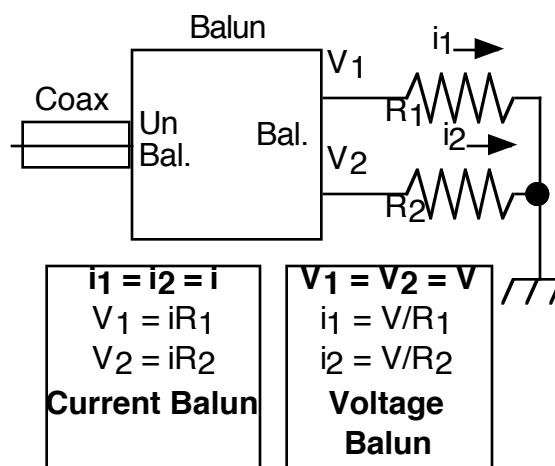 Balun
Coax
Un
Bal.
Bal.
V1
i1
R1
V2
i2
R2
i1 = i2 = i
V1 = iR1
V2 = iR2
Current Balun
V1 = V2 = V
i1 = V/R1
i2 = V/R2
Voltage
Balun